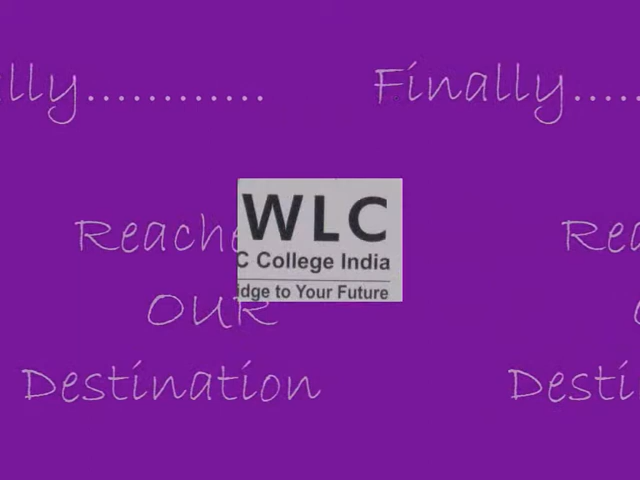 lly............ Finally.....
WLC
Reache Rea
C College India
idge to Your Future
OUR
Destination Desti